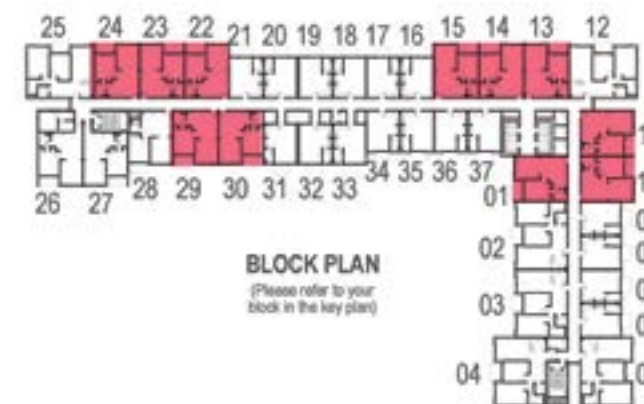 25 24 23 22 21 20 19 18 17 16 15 14 13 12
26 27 28 29 30 31 32 33 34 35 36 37 01
02
03
04
BLOCK PLAN
(Please refer to your
block in the key plan)